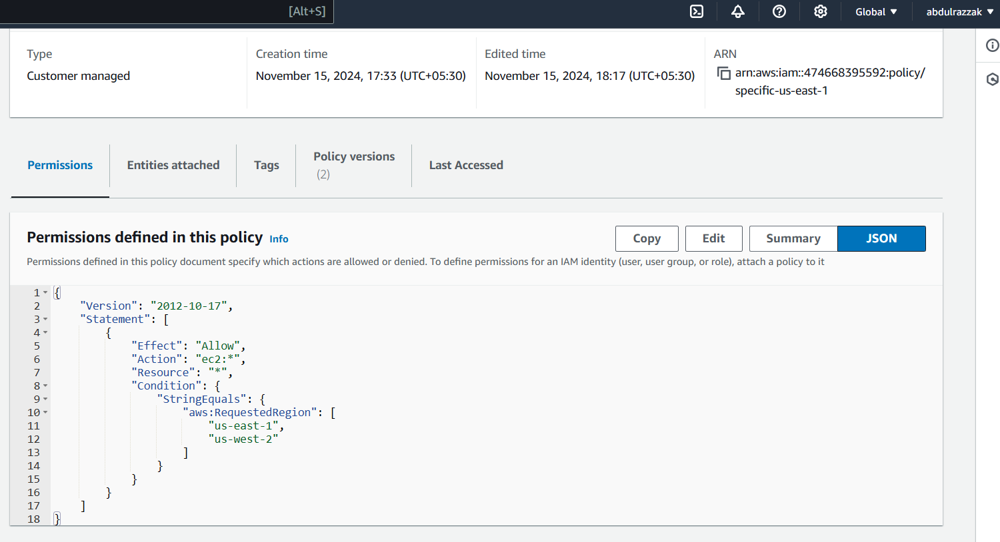 [Alt+S]
Global
abdulrazzak
Type
Customer managed
Creation time
November 15, 2024, 17:33 (UTC+05:30)
Edited time
November 15, 2024, 18:17 (UTC+05:30)
ARN
arn:aws:iam::474668395592:policy/
specific-us-east-1
Permissions
Entities attached
Tags
Policy versions
(2)
Last Accessed
Permissions defined in this policy Info
Copy
Edit
Summary
JSON
Permissions defined in this policy document specify which actions are allowed or denied. To define permissions for an IAM identity (user, user group, or role), attach a policy to it
1 {
2     "Version": "2012-10-17",
3     "Statement": [
4         {
5             "Effect": "Allow",
6             "Action": "ec2:*",
7             "Resource": "*",
8             "Condition": {
9                 "StringEquals": {
10                     "aws:RequestedRegion": [
11                         "us-east-1",
12                         "us-west-2"
13                     ]
14                 }
15             }
16         }
17     ]
18 }